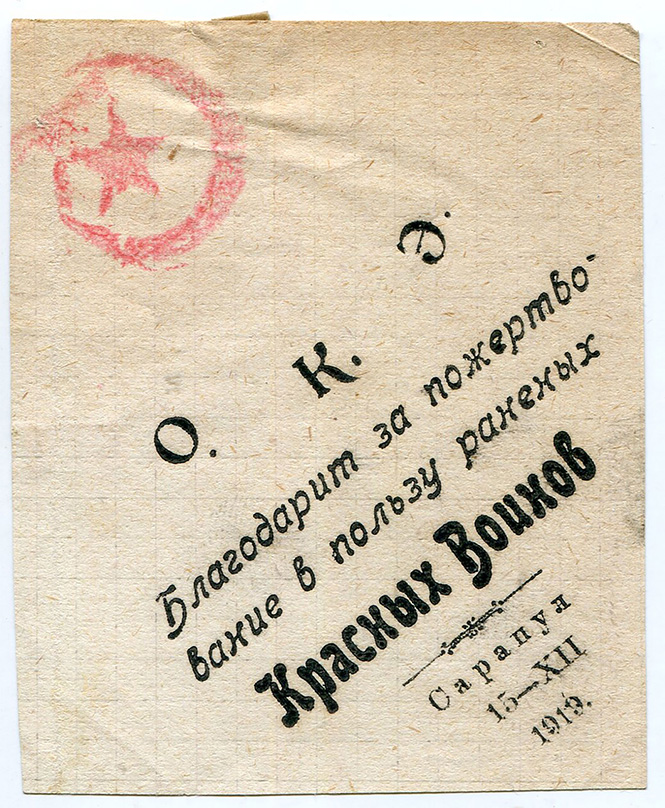 О. К. Э.
Благодарит за пожертво-
вание в пользу раненых
Красных Воинов
Сарапул
15—XII
1919.